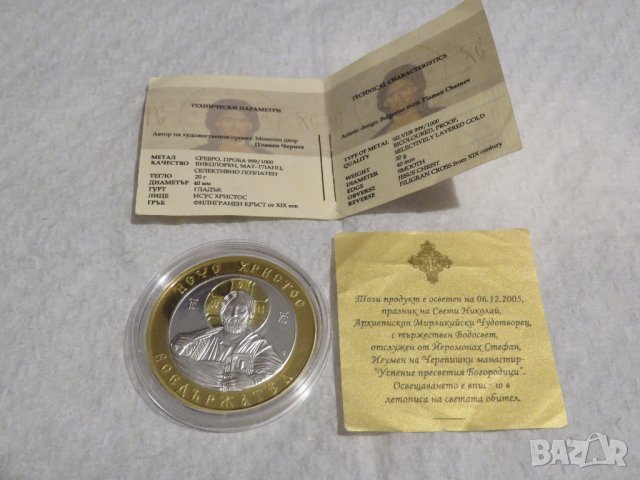 ТЕХНИЧЕСКИ ПАРАМЕТРИ
Автор на художествения проект: Монетен двор
Пламен Чернев
МЕТАЛ СРЕБРО, ПРОБА 999/1000
КАЧЕСТВО БИКОЛОРЕН, МАТ-ГЛАНЦ,
СЕЛЕКТИВНО ПОЗЛАТЕН
ТЕГЛО 20 г
ДИАМЕТЪР 40 мм
ГУРТ ГЛАДЪК
ЛИЦЕ ИСУС ХРИСТОС
ГРЪБ ФИЛИГРАНЕН КРЪСТ от XIX век
TECHNICAL CHARACTERISTICS
Artistic design: Bulgarian mint, Plamen Chernev
TYPE OF METAL SILVER 999/1000
QUALITY BICOLOURED, PROOF,
SELECTIVELY LAYERED GOLD
WEIGHT 20 g
DIAMETER 40 mm
EDGE SMOOTH
OBVERSE JESUS CHRIST
REVERSE FILIGRAN CROSS from XIX century
ИСУС ХРИСТОС
ВСЕДЪРЖАТЕЛ
Този продукт е осветен на 06.12.2005,
празник на Свети Николай,
Архиепископ Мирликийски Чудотворец,
с тържествен Водосвет,
отслужен от Йеромонах Стефан,
Игумен на Черепишки манастир-
"Успение пресветия Богородици".
Освещаването е в
летописа на светата обител.
BAZAR